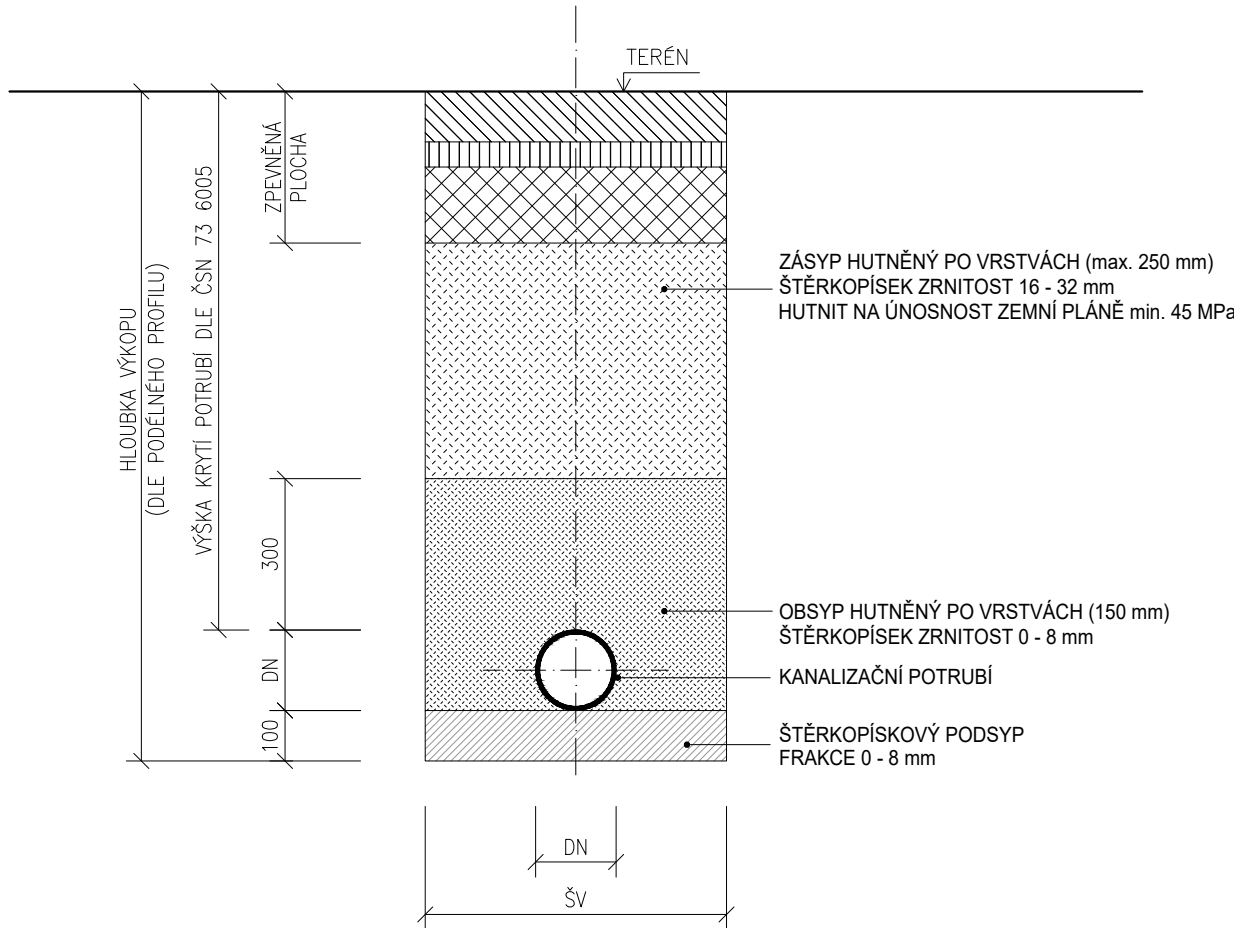 TERÉN
ZPEVNĚNÁ
PLOCHA
HLOUBKA VÝKOPU
(DLE PODÉLNÉHO PROFILU)
VÝŠKA KRYTÍ POTRUBÍ DLE ČSN 73 6005
ZÁSYP HUTNĚNÝ PO VRSTVÁCH (max. 250 mm)
ŠTĚRKOPÍSEK ZRNITOST 16 - 32 mm
HUTNIT NA ÚNOSNOST ZEMNÍ PLÁNĚ min. 45 MPa
300
DN
100
OBSYP HUTNĚNÝ PO VRSTVÁCH (150 mm)
ŠTĚRKOPÍSEK ZRNITOST 0 - 8 mm
KANALIZAČNÍ POTRUBÍ
ŠTĚRKOPÍSKOVÝ PODSYP
FRAKCE 0 - 8 mm
DN
ŠV